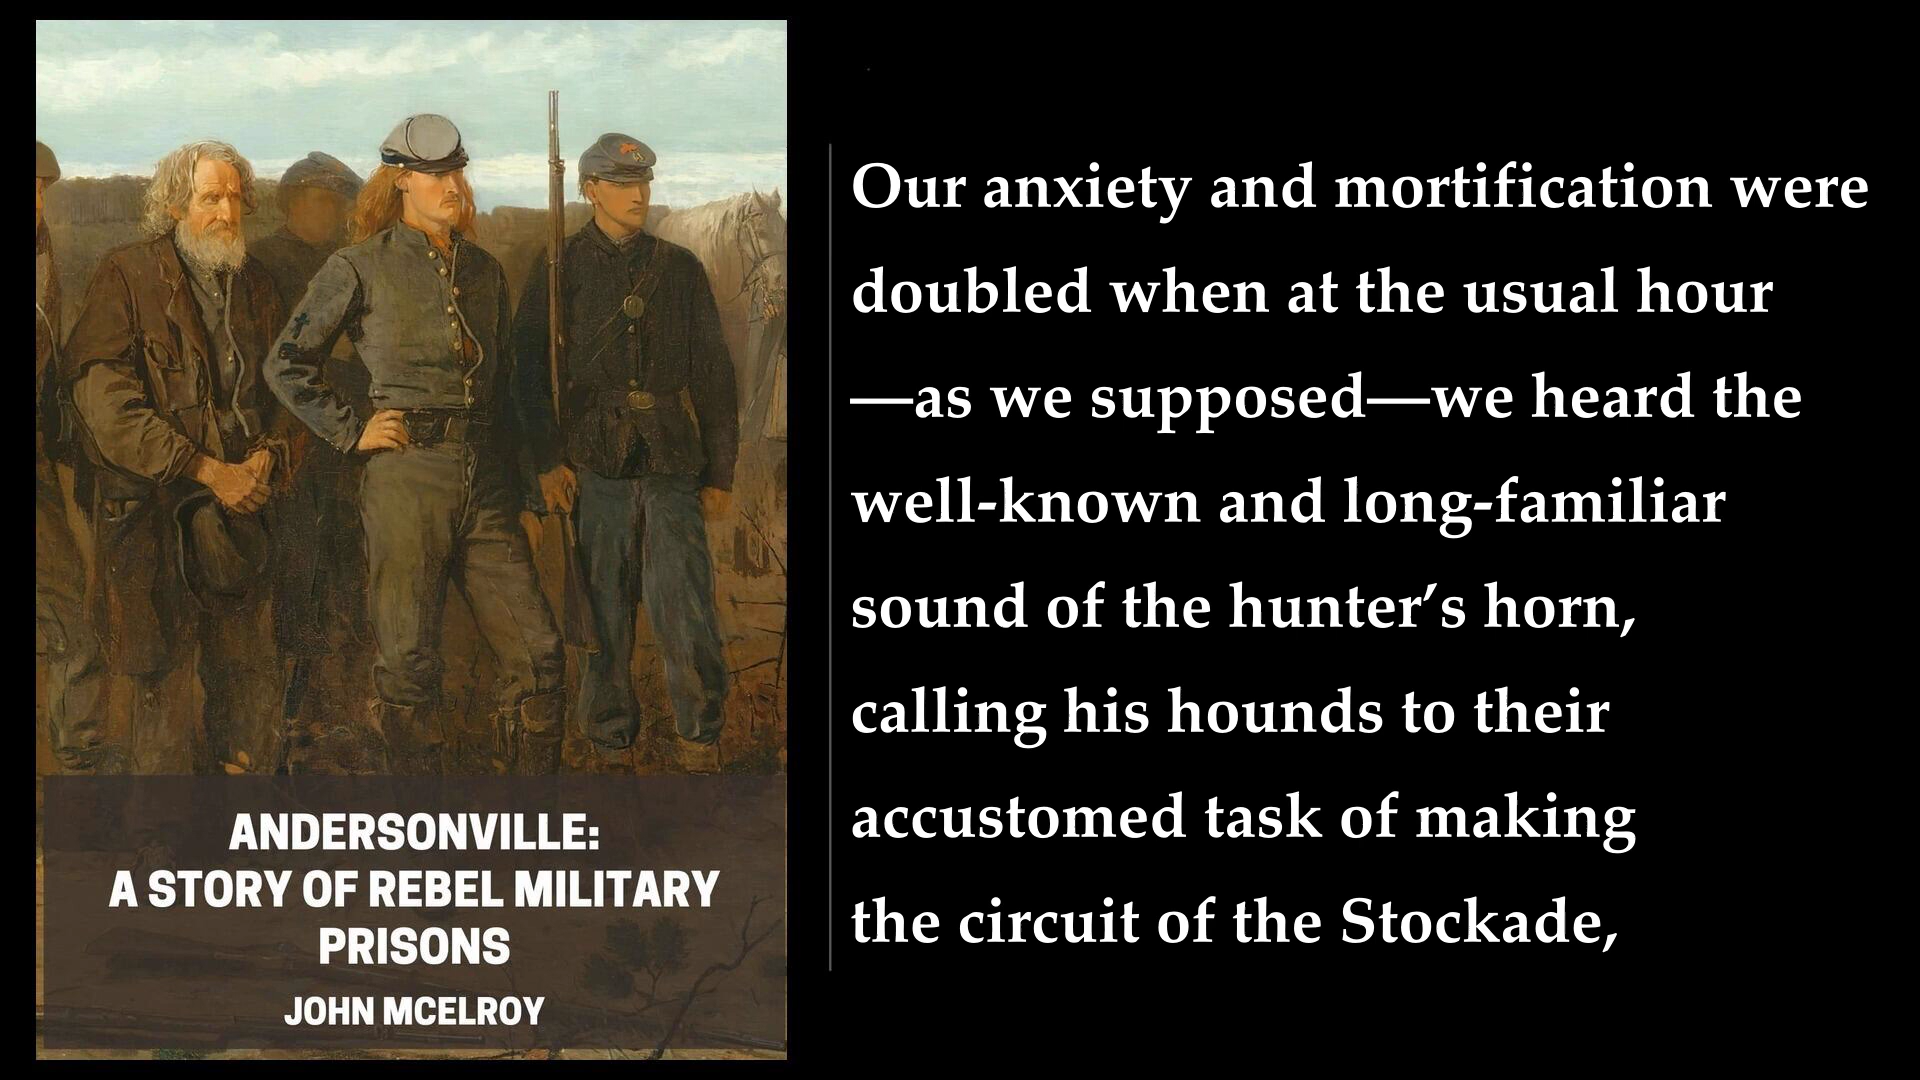 ANDERSONVILLE:
A STORY OF REBEL MILITARY
PRISONS
JOHN MCELROY
Our anxiety and mortification were
doubled when at the usual hour
—as we supposed—we heard the
well-known and long-familiar
sound of the hunter’s horn,
calling his hounds to their
accustomed task of making
the circuit of the Stockade,